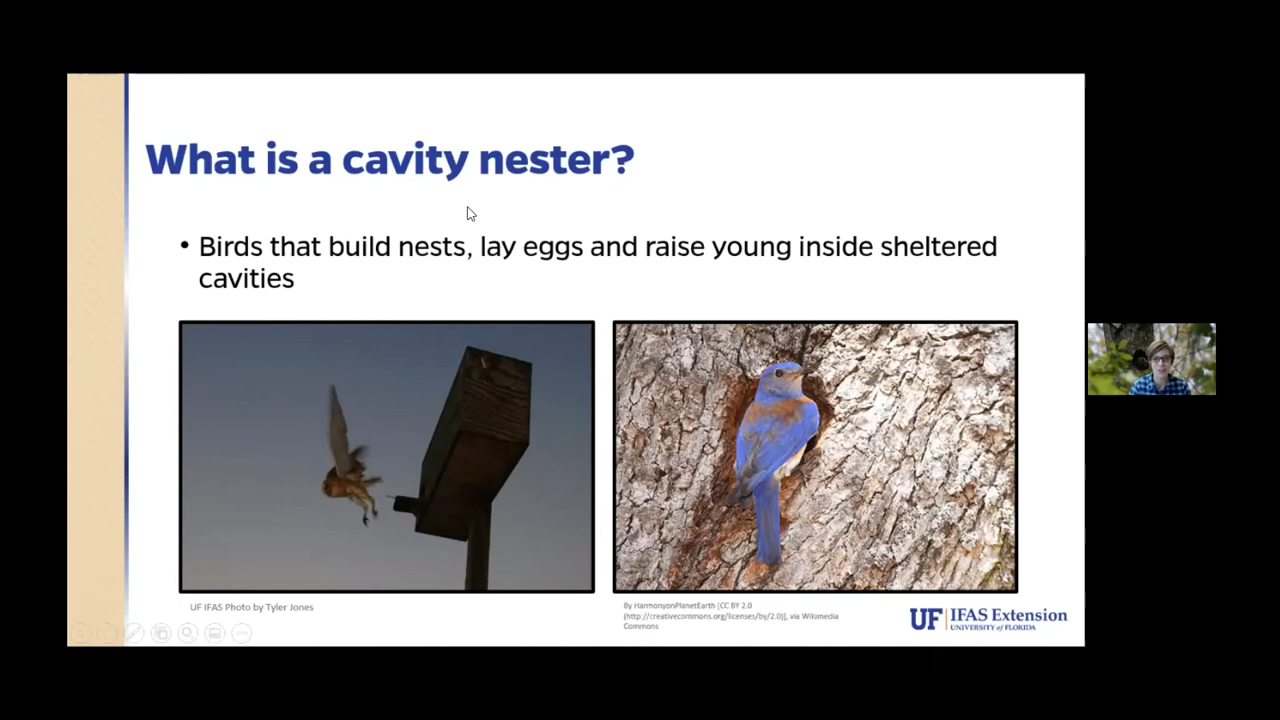 What is a cavity nester?
• Birds that build nests, lay eggs and raise young inside sheltered
cavities
UF IFAS Photo by Tyler Jones
By HarmonyonPlanetEarth [CC BY 2.0
(http://creativecommons.org/licenses/by/2.0)], via Wikimedia
Commons
UF IFAS Extension
UNIVERSITY of FLORIDA